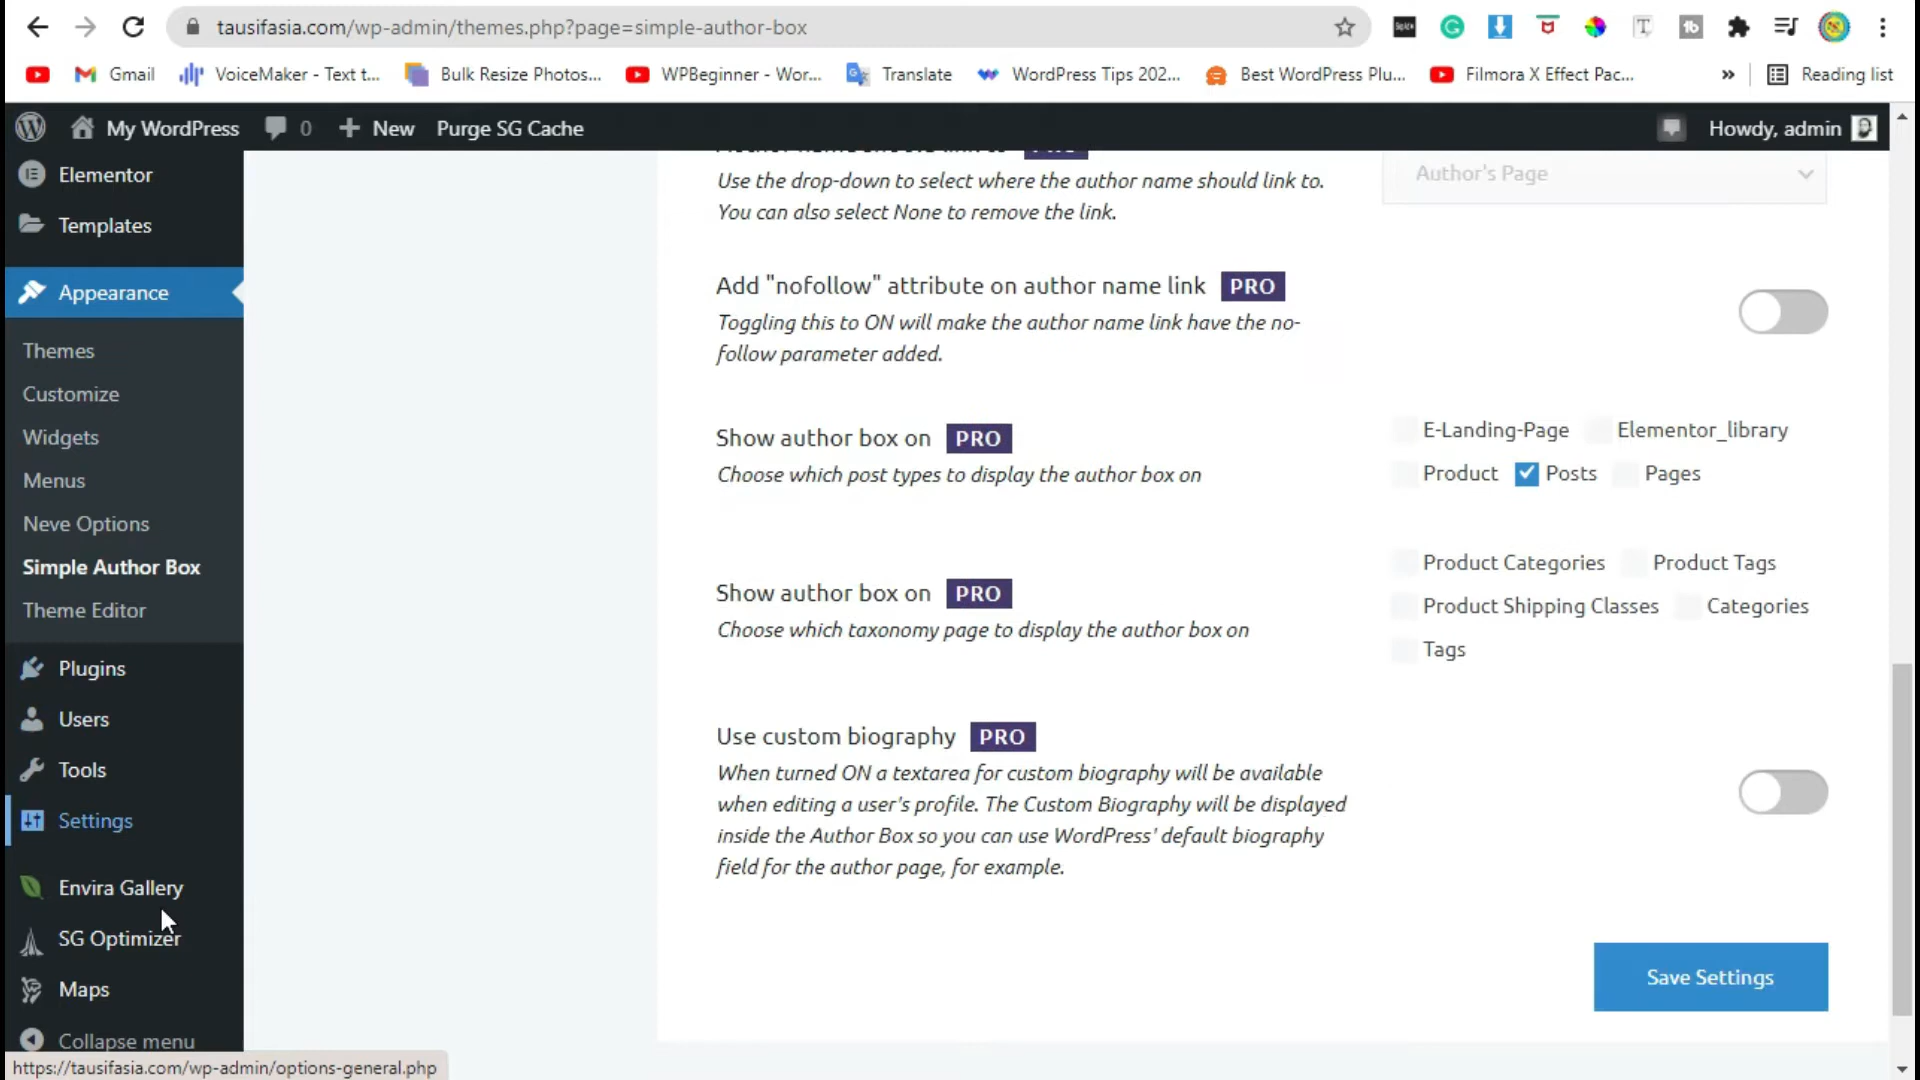 tausifasia.com/wp-admin/themes.php?page=simple-author-box
Gmail
VoiceMaker - Text t...
Bulk Resize Photos...
WPBeginner - Wor...
Translate
WordPress Tips 202...
Best WordPress Plu...
Filmora X Effect Pac...
»
Reading list
My WordPress
0
New
Purge SG Cache
Howdy, admin
Elementor
Templates
Appearance
Themes
Customize
Widgets
Menus
Neve Options
Simple Author Box
Theme Editor
Plugins
Users
Tools
Settings
Envira Gallery
SG Optimizer
Maps
Collapse menu
Use the drop-down to select where the author name should link to.
You can also select None to remove the link.
Author's Page
Add "nofollow" attribute on author name link PRO
Toggling this to ON will make the author name link have the no-
follow parameter added.
Show author box on PRO
Choose which post types to display the author box on
E-Landing-Page Elementor_library
Product Posts Pages
Show author box on PRO
Choose which taxonomy page to display the author box on
Product Categories Product Tags
Product Shipping Classes Categories
Tags
Use custom biography PRO
When turned ON a textarea for custom biography will be available
when editing a user's profile. The Custom Biography will be displayed
inside the Author Box so you can use WordPress' default biography
field for the author page, for example.
Save Settings
https://tausifasia.com/wp-admin/options-general.php